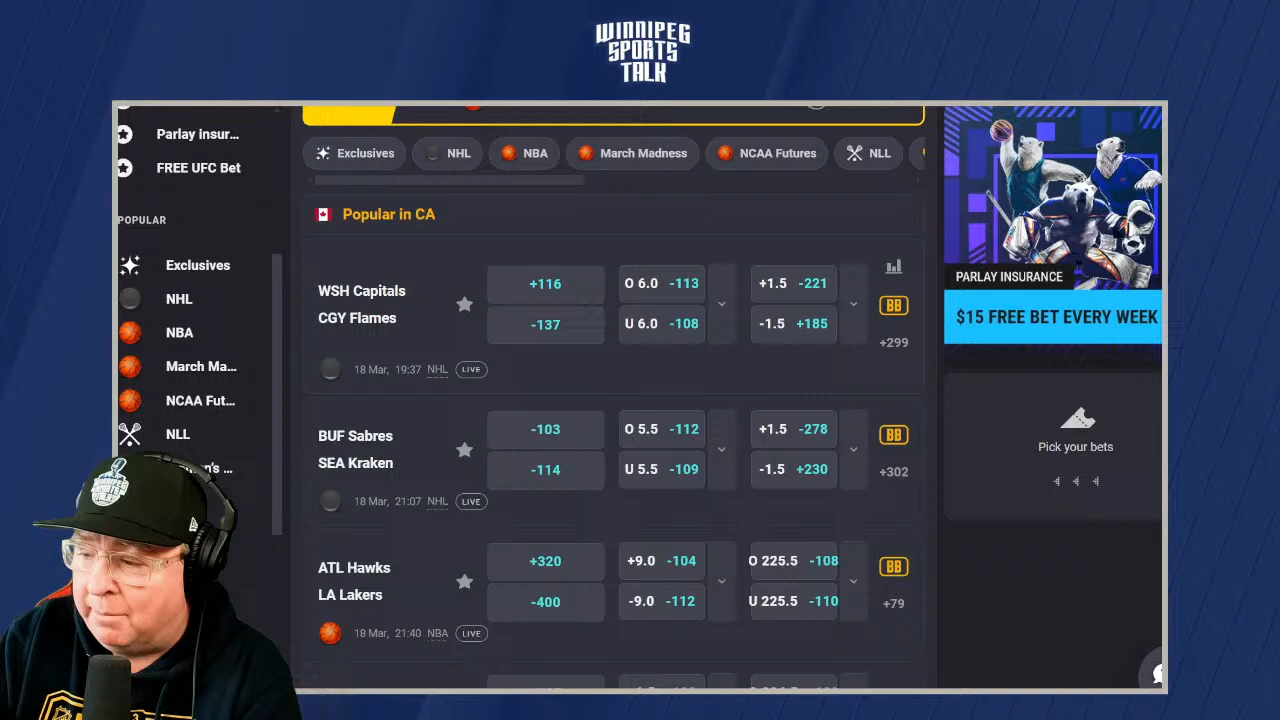 WINNIPEG
SPORTS
TALK
Parlay insur...
FREE UFC Bet
POPULAR
Exclusives
NHL
NBA
March Ma...
NCAA Fut...
NLL
Exclusives
NHL
NBA
March Madness
NCAA Futures
NLL
Popular in CA
WSH Capitals
CGY Flames
+116
-137
O 6.0 -113
U 6.0 -108
+1.5 -221
-1.5 +185
BB
+299
18 Mar, 19:37 NHL LIVE
BUF Sabres
SEA Kraken
-103
-114
O 5.5 -112
U 5.5 -109
+1.5 -278
-1.5 +230
BB
+302
18 Mar, 21:07 NHL LIVE
ATL Hawks
LA Lakers
+320
-400
+9.0 -104
-9.0 -112
O 225.5 -108
U 225.5 -110
BB
+79
18 Mar, 21:40 NBA LIVE
PARLAY INSURANCE
$15 FREE BET EVERY WEEK
Pick your bets